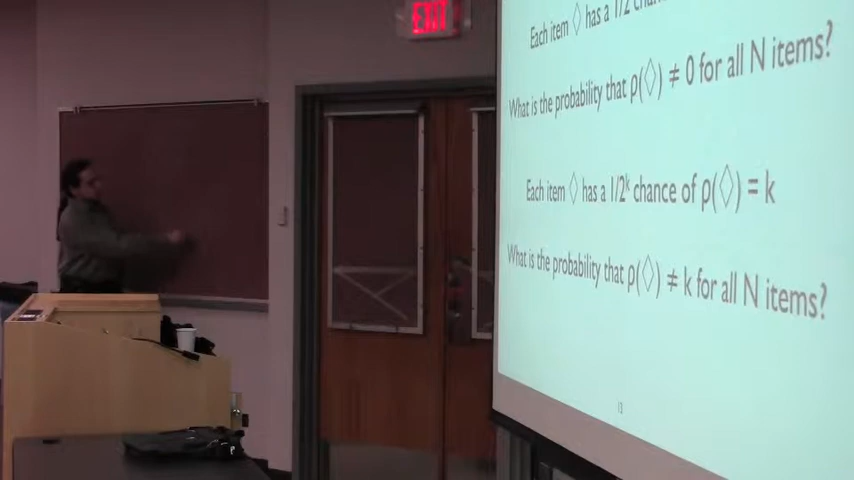 EXIT
Each item ◊ has a 1/2
What is the probability that ρ(◊) ≠ 0 for all N items?
Each item ◊ has a 1/2ᵏ chance of ρ(◊) = k
What is the probability that ρ(◊) ≠ k for all N items?
13